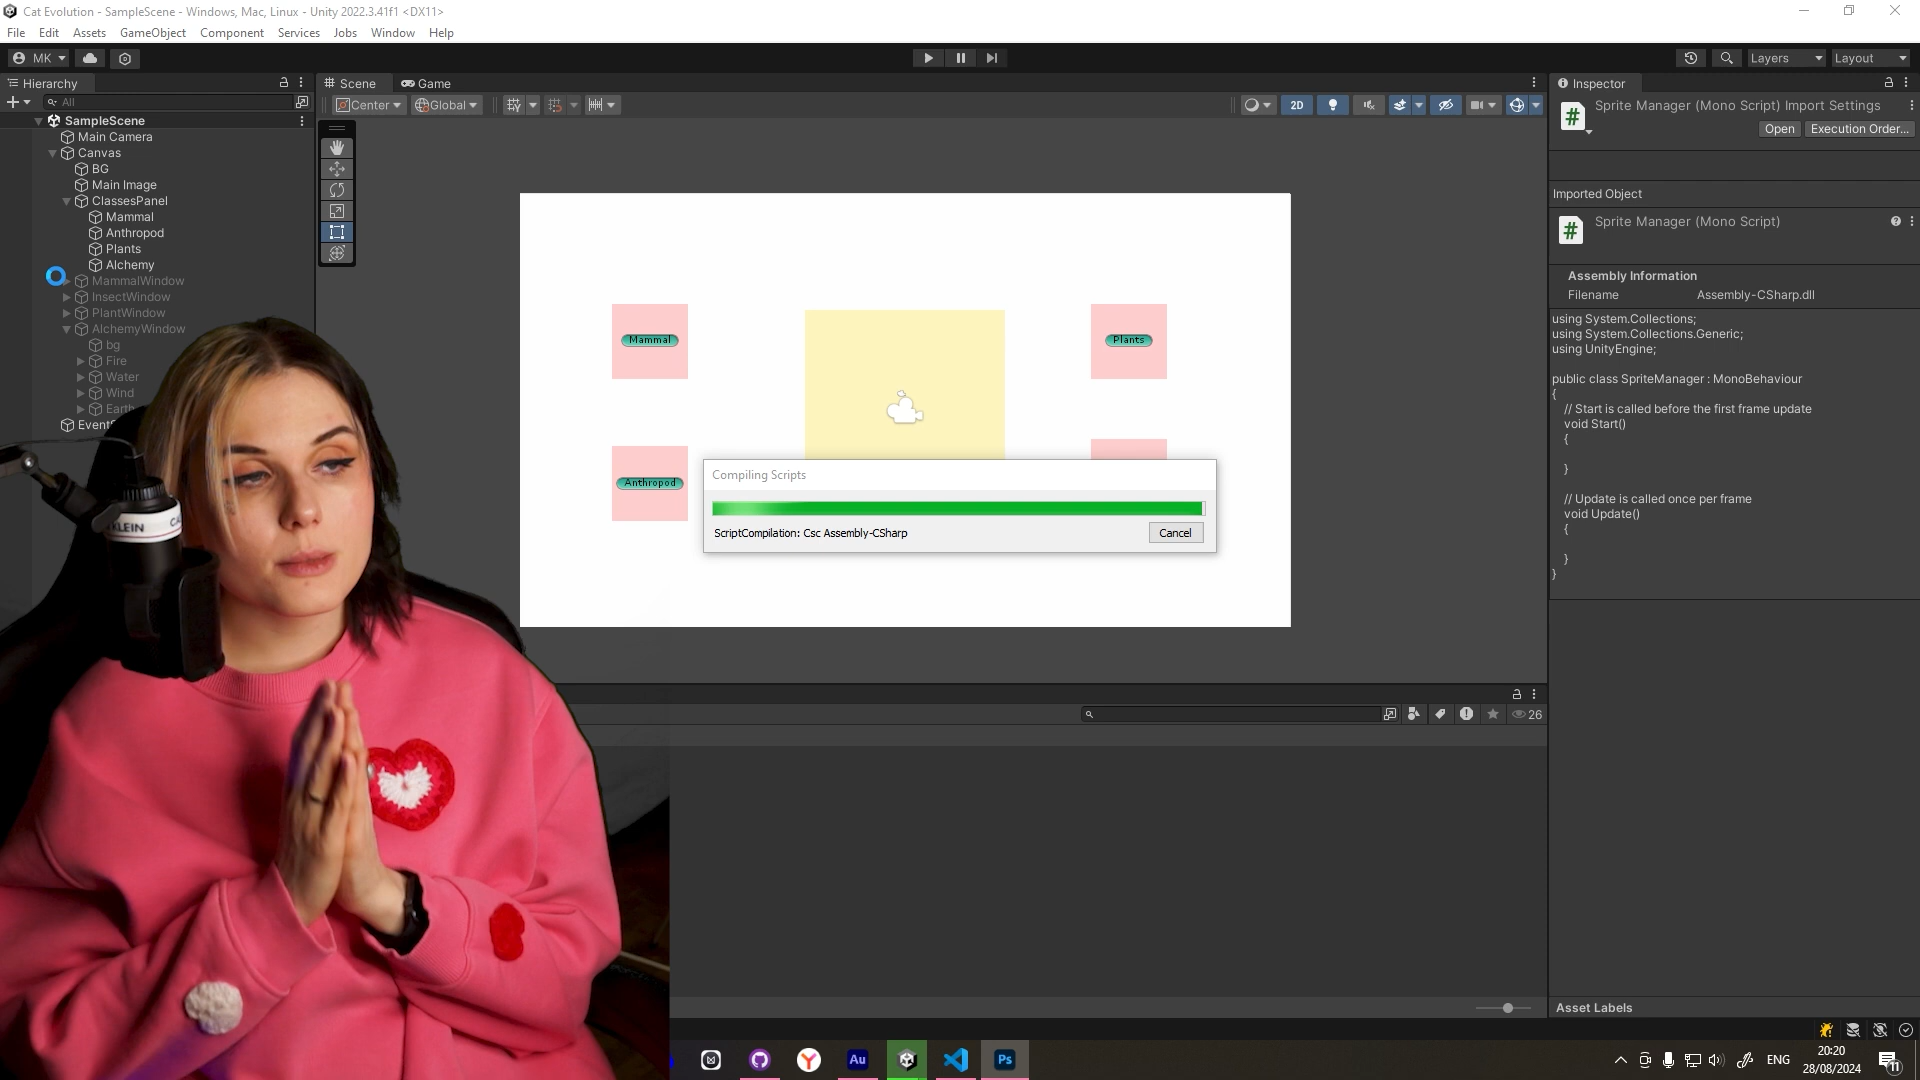 Cat Evolution - SampleScene - Windows, Mac, Linux - Unity 2022.3.41f1 <DX11>
File Edit Assets GameObject Component Services Jobs Window Help
MK
Layers
Layout
Hierarchy
All
SampleScene
Main Camera
Canvas
BG
Main Image
ClassesPanel
Mammal
Anthropod
Plants
Alchemy
MammalWindow
InsectWindow
PlantWindow
AlchemyWindow
bg
Fire
Water
Wind
Earth
Scene
Game
Center
Global
2D
Mammal
Plants
Anthropod
Compiling Scripts
ScriptCompilation: Csc Assembly-CSharp
Cancel
26
Inspector
Sprite Manager (Mono Script) Import Settings
Open
Execution Order...
Imported Object
Sprite Manager (Mono Script)
Assembly Information
Filename Assembly-CSharp.dll
using System.Collections;
using System.Collections.Generic;
using UnityEngine;
public class SpriteManager : MonoBehaviour
{
// Start is called before the first frame update
void Start()
{
}
// Update is called once per frame
void Update()
{
}
}
Asset Labels
Au
Ps
ENG
20:20
28/08/2024
11